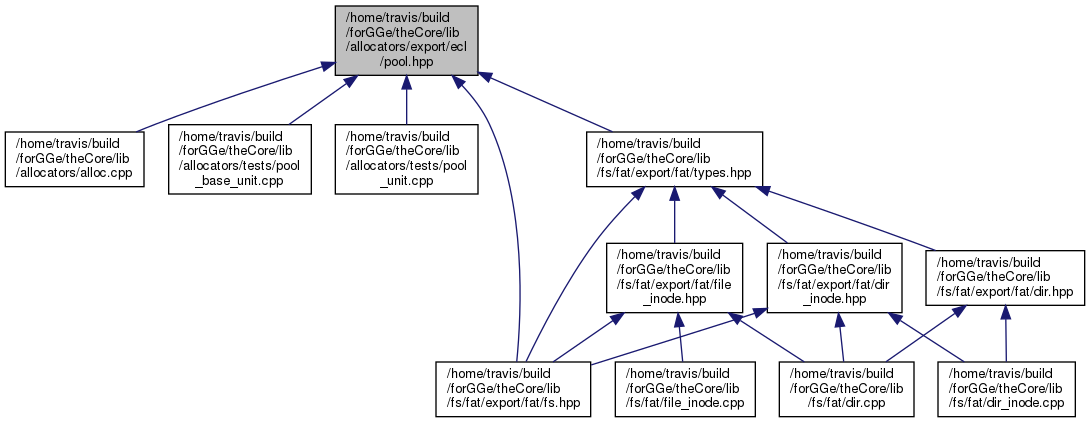 /home/travis/build
/forGGe/theCore/lib
/allocators/export/ecl
/pool.hpp
/home/travis/build
/forGGe/theCore/lib
/allocators/alloc.cpp
/home/travis/build
/forGGe/theCore/lib
/allocators/tests/pool
_base_unit.cpp
/home/travis/build
/forGGe/theCore/lib
/allocators/tests/pool
_unit.cpp
/home/travis/build
/forGGe/theCore/lib
/fs/fat/export/fat/types.hpp
/home/travis/build
/forGGe/theCore/lib
/fs/fat/export/fat/file
_inode.hpp
/home/travis/build
/forGGe/theCore/lib
/fs/fat/export/fat/dir
_inode.hpp
/home/travis/build
/forGGe/theCore/lib
/fs/fat/export/fat/dir.hpp
/home/travis/build
/forGGe/theCore/lib
/fs/fat/export/fat/fs.hpp
/home/travis/build
/forGGe/theCore/lib
/fs/fat/file_inode.cpp
/home/travis/build
/forGGe/theCore/lib
/fs/fat/dir.cpp
/home/travis/build
/forGGe/theCore/lib
/fs/fat/dir_inode.cpp